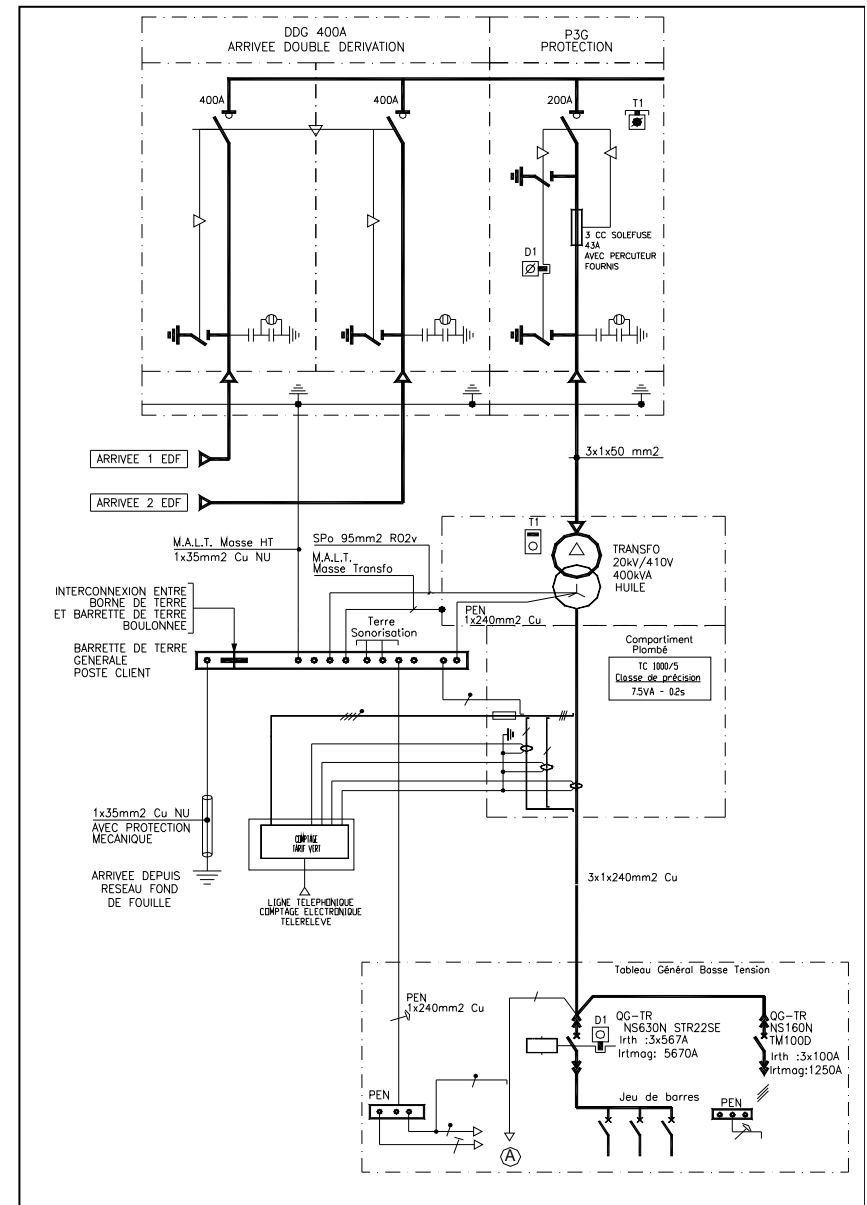 DDG 400A
ARRIVEE DOUBLE DERIVATION
P3G
PROTECTION
400A
400A
200A
T1
3 CC SOLEFUSE
43A
AVEC PERCUTEUR
FOURNIS
D1
ARRIVEE 1 EDF
3x1x50 mm2
ARRIVEE 2 EDF
T1
M.A.L.T. Masse HT
1x35mm2 Cu NU
SPo 95mm2 RO2v
M.A.L.T.
Masse Transfo
TRANSFO
20kV/410V
400kVA
HUILE
INTERCONNEXION ENTRE
BORNE DE TERRE
ET BARRETTE DE TERRE
BOULONNEE
PEN
1x240mm2 Cu
Terre
Sonorisation
BARRETTE DE TERRE
GENERALE
POSTE CLIENT
Compartiment
Plombé
TC 1000/5
Classe de précision
7.5VA - 0.2s
1x35mm2 Cu NU
AVEC PROTECTION
MECANIQUE
COMPTAGE
TARIF VERT
ARRIVEE DEPUIS
RESEAU FOND
DE FOUILLE
LIGNE TELEPHONIQUE
COMPTAGE ELECTRONIQUE
TELERELEVE
3x1x240mm2 Cu
Tableau Général Basse Tension
PEN
1x240mm2 Cu
QG-TR
NS630N STR22SE
Irth :3x567A
Irtmag: 5670A
D1
QG-TR
NS160N
TM100D
Irth :3x100A
Irtmag:1250A
PEN
Jeu de barres
PEN
A